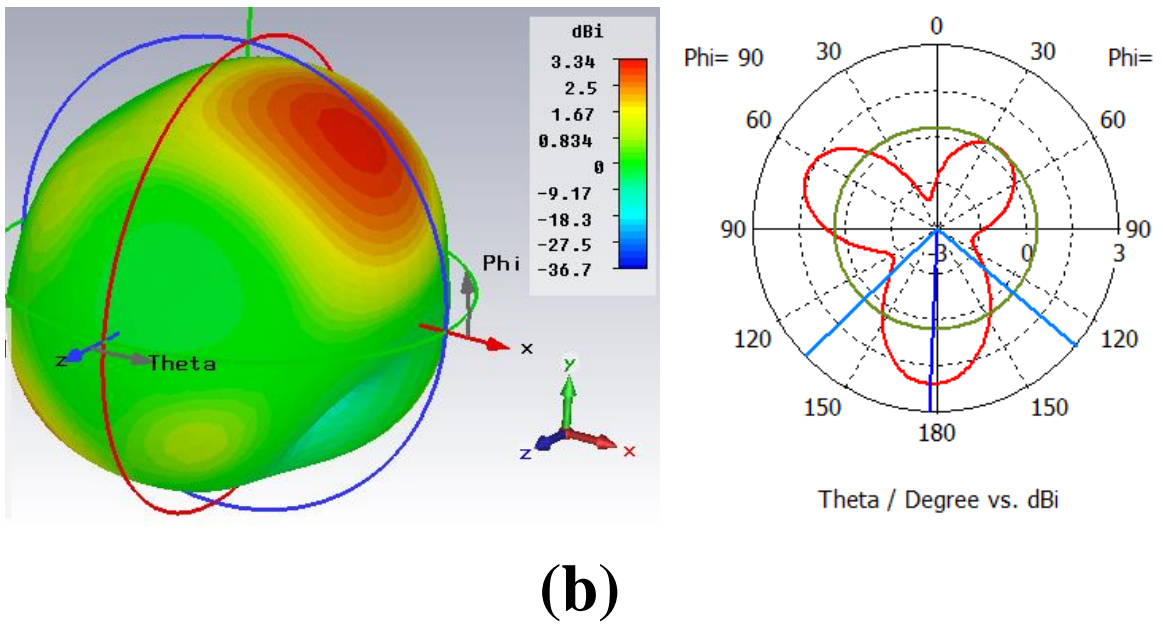 dBi
3.34
2.5
1.67
0.834
0
-9.17
-18.3
-27.5
-36.7
Phi
x
z
Theta
y
z
x
Phi= 90
0
Phi=
30
30
60
60
90
3
0
3
90
120
120
150
150
180
Theta / Degree vs. dBi
(b)